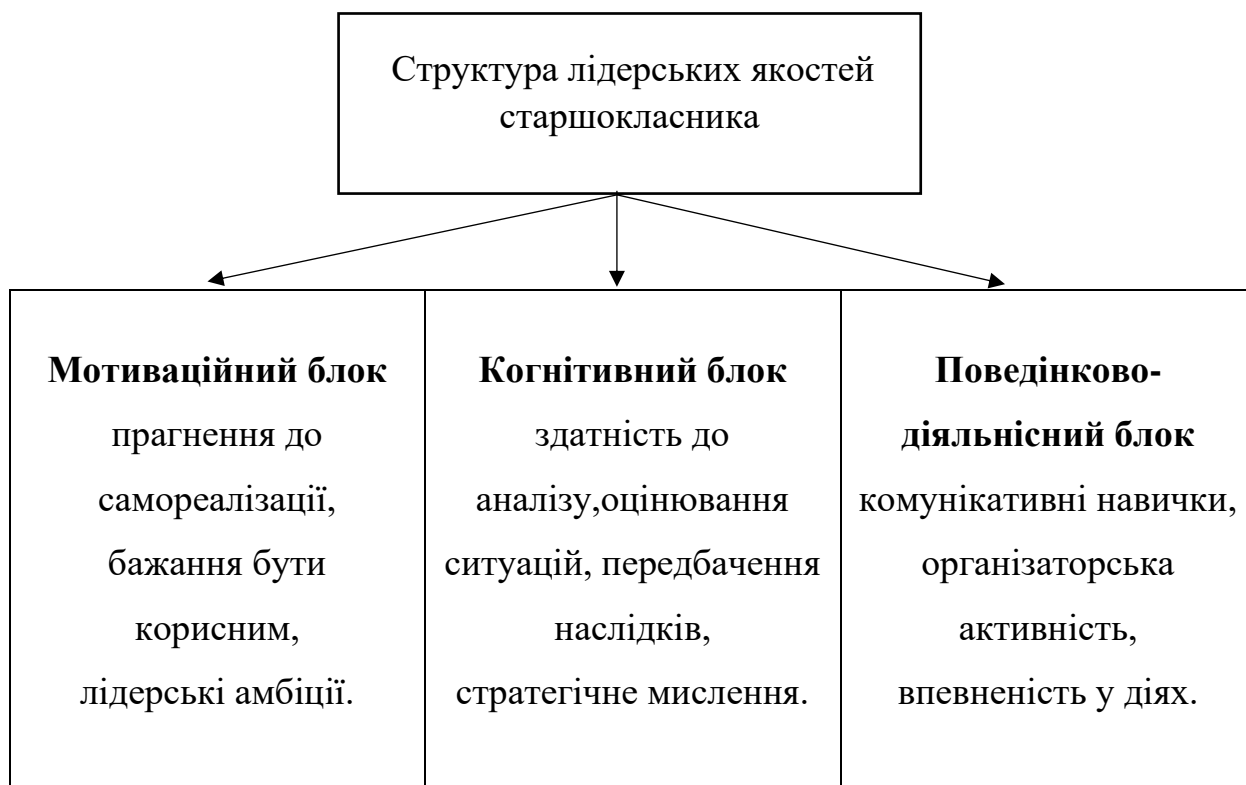 Структура лідерських якостей
старшокласника
Мотиваційний блок
прагнення до
самореалізації,
бажання бути
корисним,
лідерські амбіції.
Когнітивний блок
здатність до
аналізу,оцінювання
ситуацій, передбачення
наслідків,
стратегічне мислення.
Поведінково-
діяльнісний блок
комунікативні навички,
організаторська
активність,
впевненість у діях.